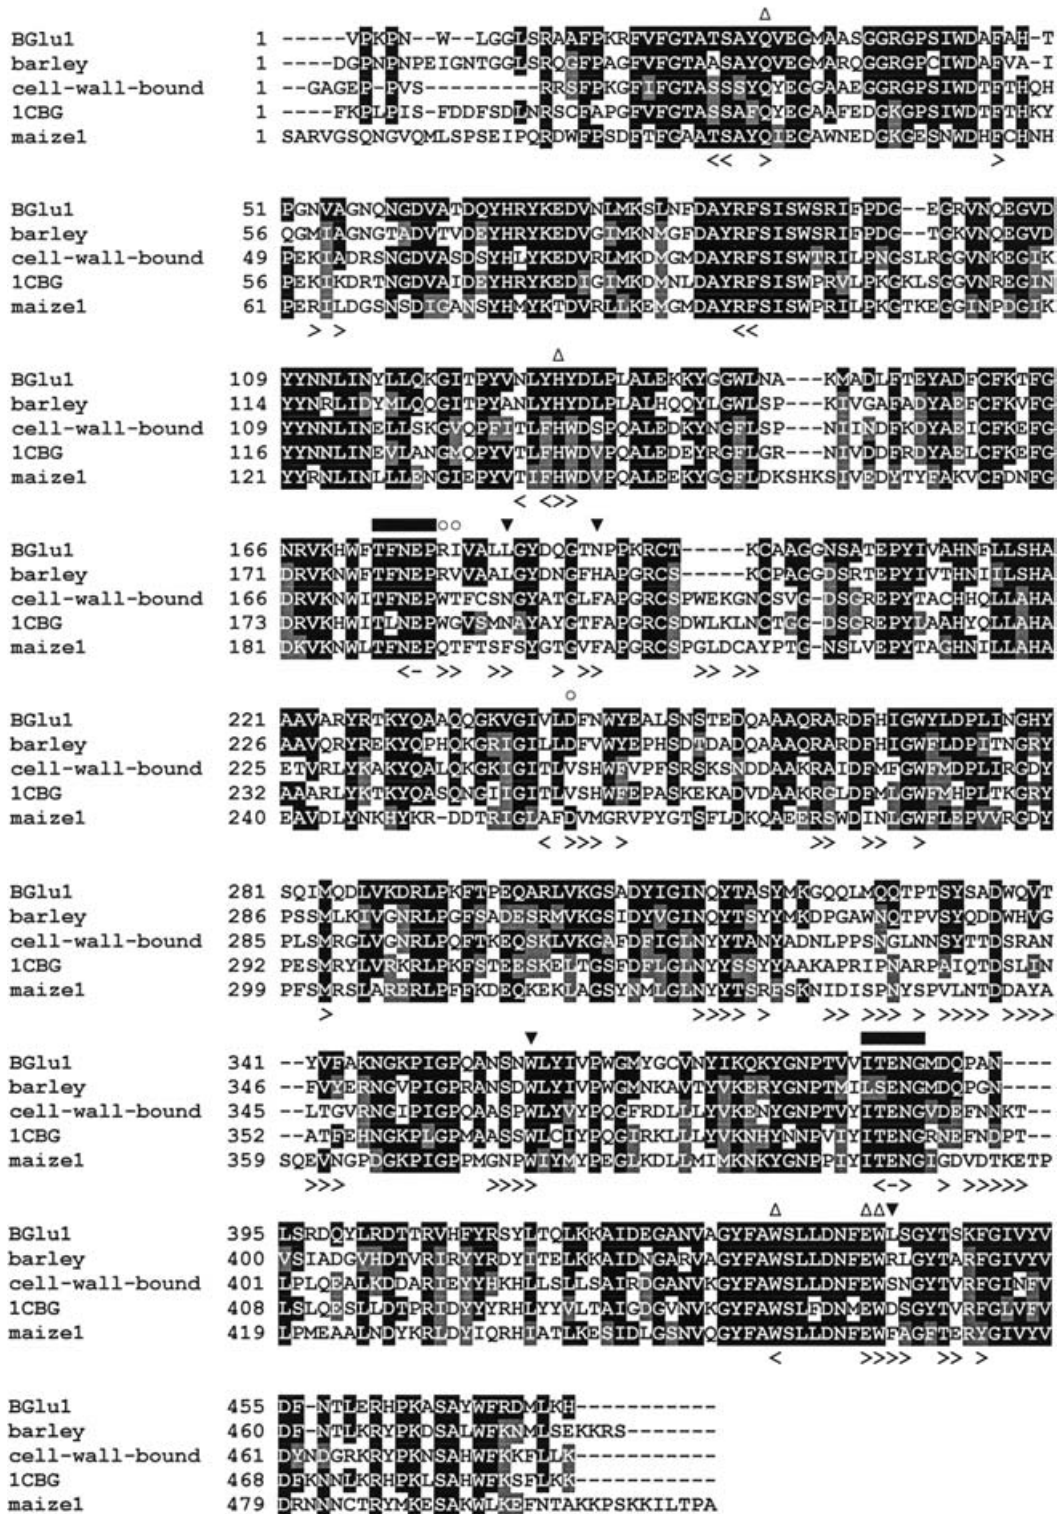 BGlu1 1 -----VPKPN--W--LGGLSRAAFPKRFVFGTATSAYQVEGMAASGGRGPSIWDAFAH-T
barley 1 ---DGPNPNPEIGNTGGLSRQGFPAGFVFGTAASAYQVEGMARQGGRGPCIWDAFVA-I
cell-wall-bound 1 --GAGEP-PVS---------RRSFPKGFIFGTASSSYQYEGGAAEGGRGPSIWDTFTHQH
1CBG 1 ---FKPLPIS-FDDFSDLNRSCFAPGFVFGTASSAFQYEGAAFEDGKGPSIWDTFTHKY
maize1 1 SARVGSQNGVQMLSPSEIPQRDWFPSDFTFGAATSAYQIEGAWNEDGKGESNWDHFCHNH
<< > >
BGlu1 51 PGNVAGNQNGDVATDQYHRYKEDVNLMKSLNFDAYRFSISWSRIFPDG--EGRVNQEGVD
barley 56 QGMIAGNGTADVTVDEYHRYKEDVGIMKNMGFDAYRFSISWSRIFPDG--TGKVNQEGVD
cell-wall-bound 49 PEKIADRSNGDVASDSYHLYKEDVRLMKDMGMDAYRFSISWTRILPNGSLRGGVNKEGIK
1CBG 56 PEKIKDRTNGDVAIDEYHRYKEDIGIMKDMNLDAYRFSISWPRVLPKGKLSGGVNREGIN
maize1 61 PERILDGSNSDIGANSYHMYKTDVRLLKEMGMDAYRFSISWPRILPKGTKEGGINPDGIK
> > <<
BGlu1 109 YYNNLINYLLQKGITPYVNLYHYDLPLALEKKYGGWLNA---KMADLFTEYADFCFKTFG
barley 114 YYNRLIDYMLQQGITPYANLYHYDLPLALHQQYLGWLSP---KIVGAFADYAEFCFKVFG
cell-wall-bound 109 YYNNLINELLSKGVQPFITLFHWDSPQALEDKYNGFLSP---NIINDFKDYAEICFKEFG
1CBG 116 YYNNLINEVLANGMQPYVTLFHWDVPQALEDEYRGFLGR---NIVDDFRDYAELCFKEFG
maize1 121 YYRNLINLLLENGIEPYVTIFHWDVPQALEEKYGGFLDKSHKSIVEDYTYFAKVCFDNFG
< <>>
BGlu1 166 NRVKHWFTFNEPRIVALLGYDQGTNPPKRCT-----KCAAGGNSATEPYIVAHNFLLSHA
barley 171 DRVKNWFTFNEPRVVAALGYDNGFHAPGRCS-----KCPAGGDSRTEPYIVTHNIILSHA
cell-wall-bound 166 DRVKNWITFNEPWTFCSNGYATGLFAPGRCSPWEKGNCSVG-DSGREPYTACHHQLLAHA
1CBG 173 DRVKHWITLNEPWGVSMNAYAYGTFAPGRCSDWLKLNCTGG-DSGREPYLAAHYQLLAHA
maize1 181 DKVKNWLTFNEPQTFTSFSYGTGVFAPGRCSPGLDCAYPTG-NSLVEPYTAGHNILLAHA
<- >> >> > >> >>> >>
BGlu1 221 AAVARYRTKYQAAQQGKVGIVLDFNWYEALSNSTEDQAAAQRARDFHIGWYLDPLINGHY
barley 226 AAVQRYREKYQPHQKGRIGILLDFVWYEPHSDTDADQAAAQRARDFHIGWFLDPITNGRY
cell-wall-bound 225 ETVRLYKAKYQALQKGKIGITLVSHWFVPFSRSKSNDDAAKRAIDFMFGWFMDPLIRGDY
1CBG 232 AAARLYKTKYQASQNGIIGITLVSHWFEPASKEKADVDAAKRGLDFMLGWFMHPLTKGRY
maize1 240 EAVDLYNKHYKR-DDTRIGLAFDVMGRVPYGTSFLDKQAEERSWDINLGWFLEPVVRGDY
< >>> > >> >> >
BGlu1 281 SQIMQDLVKDRLPKFTPEQARLVKGSADYIGINQYTASYMKGQQLMQQTPTSYSADWQVT
barley 286 PSSMLKIVGNRLPGFSADESRMVKGSIDYVGINQYTSYYMKDPGAWNQTPVSYQDDWHVG
cell-wall-bound 285 PLSMRGLVGNRLPQFTKEQSKLVKGAFDFIGLNYYTANYADNLPPSNGLNNSYTTDSRAN
1CBG 292 PESMRYLVRKRLPKFSTEESKELTGSFDFLGLNYYSSYYAAKAPRIPNARPAIQTDSLIN
maize1 299 PFSMRSLARERLPFFKDEQKEKLAGSYNMLGLNYYTSRFSKNIDISPNYSPVLNTDDAYA
> >>>> > >> >>> > >>>> >>>>
BGlu1 341 --YVFAKNGKPIGPQANSNWLYIVPWGMYGCVNYIKQKYGNPTVVITENGMDQPAN----
barley 346 --FVYERNGVPIGPRANSDWLYIVPWGMNKAVTYVKERYGNPTMILSENGMDQPGN----
cell-wall-bound 345 --LTGVRNGIPIGPQAASPWLYVYPQGFRDLLLYVKENYGNPTVYITENGVDEFNNKT--
1CBG 352 --ATFEHNGKPLGPMAASSWLCIYPQGIRKLLLYVKNHYNNPVIYITENGRNEFNDPT--
maize1 359 SQEVNGPDGKPIGPPMGNPWIYMYPEGLKDLLMIMKNKYGNPPIYITENGIGDVDTKETP
>>> >>>> <-> > >>>>>
BGlu1 395 LSRDQYLRDTTRVHFYRSYLTQLKKAIDEGANVAGYFAWSLLDNFEWLSGYTSKFGIVYV
barley 400 VSIADGVHDTVRIRYYRDYITELKKAIDNGARVAGYFAWSLLDNFEWRLGYTARFGIVYV
cell-wall-bound 401 LPLQEALKDDARIEYYHKHLLSLLSAIRDGANVKGYFAWSLLDNFEWSNGYTVRFGINFV
1CBG 408 LSLQESLLDTPRIDYYYRHLYYVLTAIGDGVNVKGYFAWSLFDNMEWDSGYTVRFGLVFV
maize1 419 LPMEAALNDYKRLDYIQRHIATLKESIDLGSNVQGYFAWSLLDNFEWFAGFTERYGIVYV
< >>>> >> >
BGlu1 455 DF-NTLERHPKASAYWFRDMLKH-----------
barley 460 DF-NTLKRYPKDSALWFKNMLSEKKRS-------
cell-wall-bound 461 DYNDGRKRYPKNSAHWFKKFLLK-----------
1CBG 468 DFKNNLKRHPKLSAHWFKSFLKK-----------
maize1 479 DRNNNCTRYMKESAKWLKEFNTAKKPSKKILTPA